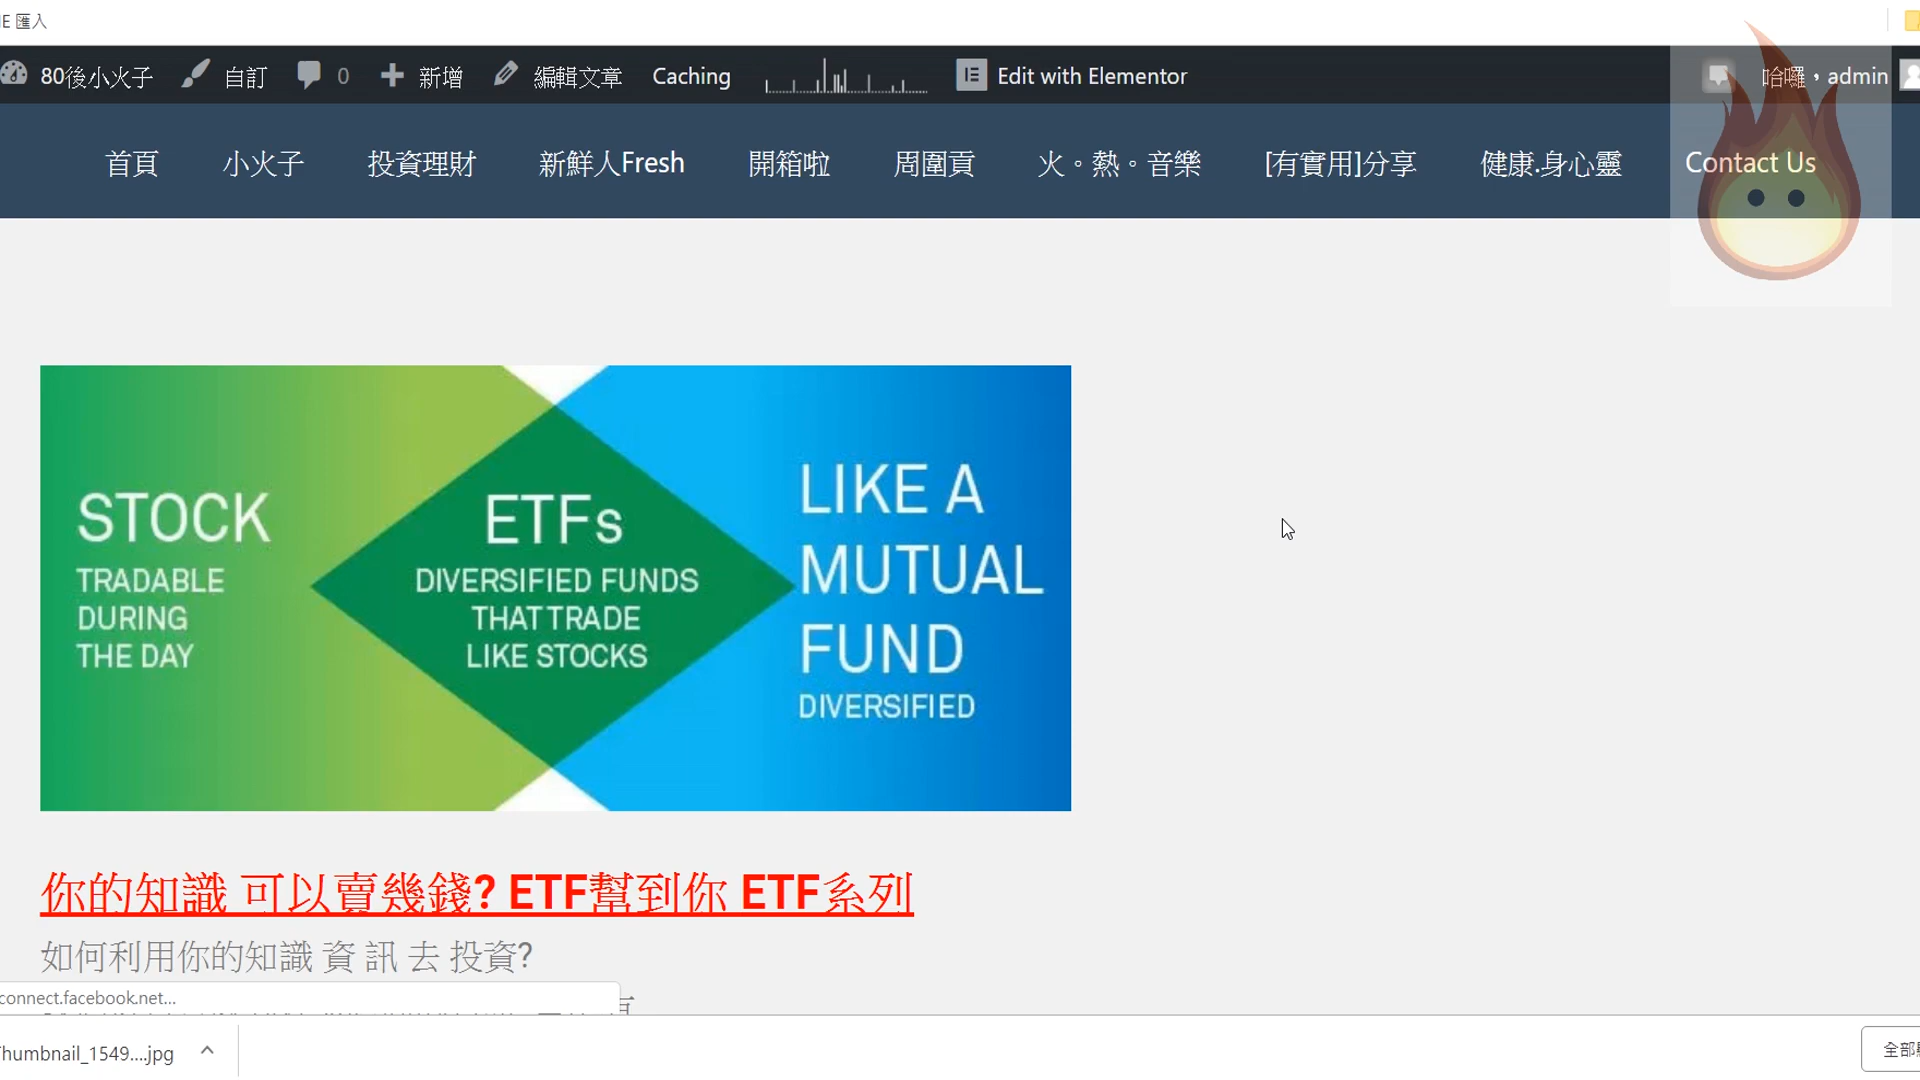 E 匯入
80後小火子 自訂 0 新增 編輯文章 Caching Edit with Elementor 哈囉，admin
首頁 小火子 投資理財 新鮮人Fresh 開箱啦 周圍貢 火。熱。音樂 [有實用]分享 健康.身心靈 Contact Us
STOCK
TRADABLE
DURING
THE DAY
ETFs
DIVERSIFIED FUNDS
THAT TRADE
LIKE STOCKS
LIKE A
MUTUAL
FUND
DIVERSIFIED
你的知識 可以賣幾錢? ETF幫到你 ETF系列
如何利用你的知識 資 訊 去 投資?
connect.facebook.net...
humbnail_1549....jpg
全部